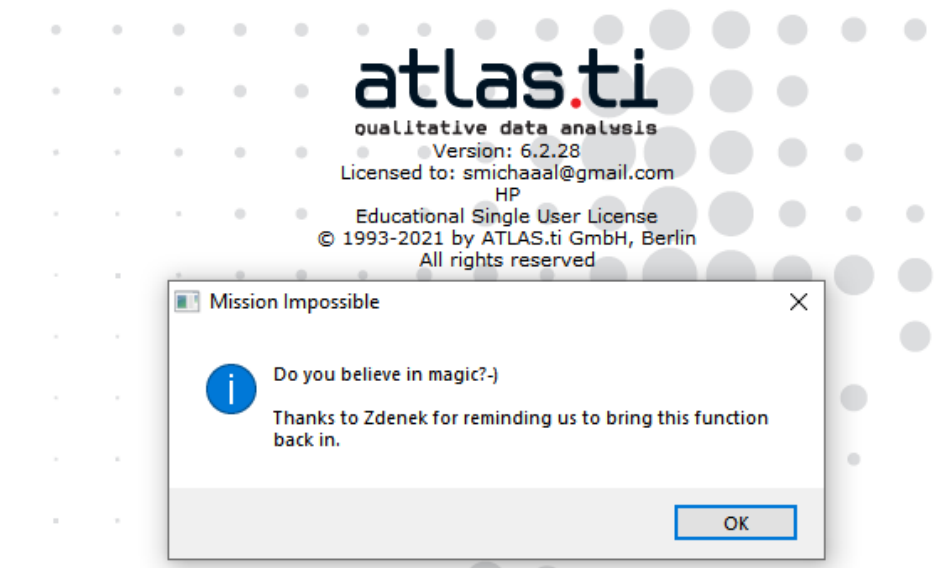 atlas.ti
qualitative data analysis
Version: 6.2.28
Licensed to: smichaaal@gmail.com
HP
Educational Single User License
© 1993-2021 by ATLAS.ti GmbH, Berlin
All rights reserved
Mission Impossible
Do you believe in magic?-)
Thanks to Zdenek for reminding us to bring this function
back in.
OK